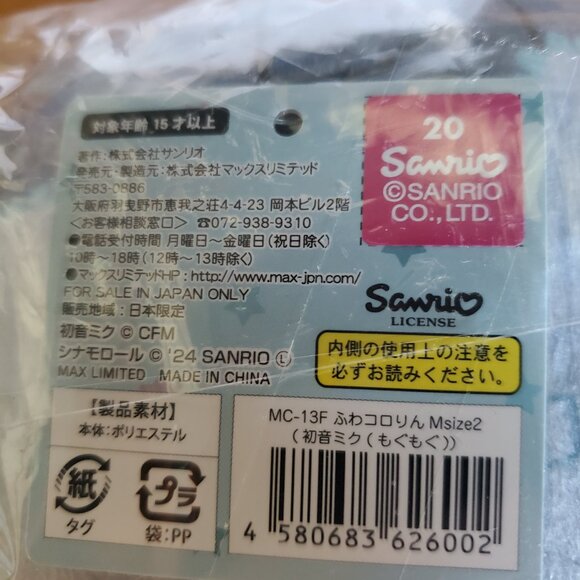 対象年齢 15才以上
著作：株式会社サンリオ
発売元・製造元：株式会社マックスリミテッド
〒583-0886
大阪府羽曳野市恵我之荘4-4-23 岡本ビル2階
<お客様相談窓口> ☎072-938-9310
●電話受付時間 月曜日～金曜日(祝日除く)
10時～18時(12時～13時除く)
●マックスリミテッドHP：http://www.max-jpn.com/
FOR SALE IN JAPAN ONLY
販売地域：日本限定
初音ミク © CFM
シナモロール © '24 SANRIO Ⓛ
MAX LIMITED MADE IN CHINA
20
Sanrio
©SANRIO
CO.,LTD.
Sanrio
LICENSE
内側の使用上の注意を
必ずお読みください。
【製品素材】
本体：ポリエステル
紙
タグ
プラ
袋：PP
MC-13F ふわコロりん Msize2
(初音ミク(もぐもぐ))
4 580683 626002